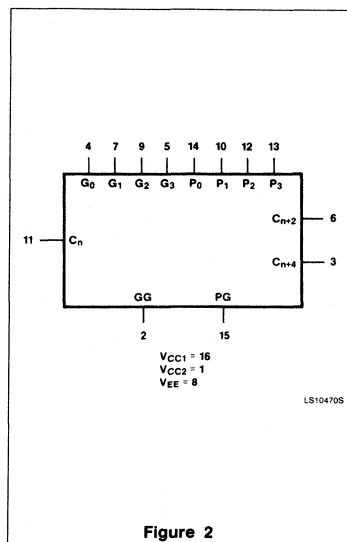 4 7 9 5 14 10 12 13
G0 G1 G2 G3 P0 P1 P2 P3
Cn+2 6
11 Cn
Cn+4 3
GG PG
2 15
VCC1 = 16
VCC2 = 1
VEE = 8
LS10470S
Figure 2